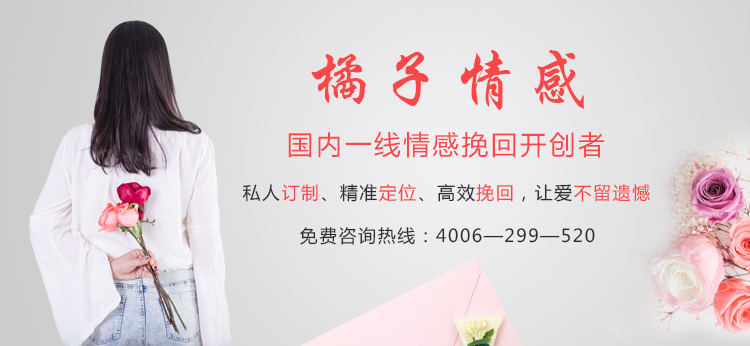 橘子情感
国内一线情感挽回开创者
私人订制、精准定位、高效挽回，让爱不留遗憾
免费咨询热线：4006—299—520